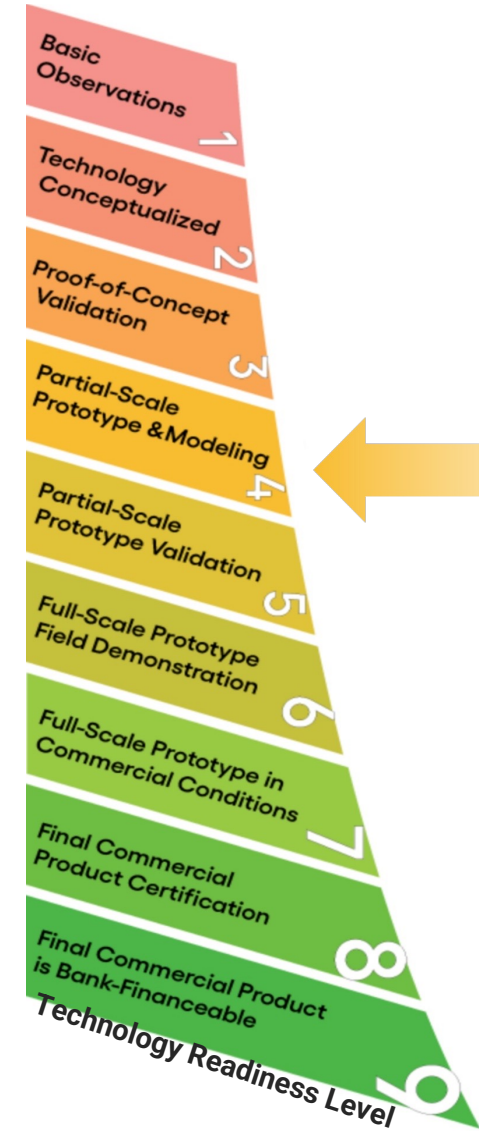 Basic
Observations
1
Technology
Conceptualized
2
Proof-of-Concept
Validation
3
Partial-Scale
Prototype &Modeling
4
Partial-Scale
Prototype Validation
5
Full-Scale Prototype
Field Demonstration
6
Full-Scale Prototype in
Commercial Conditions
7
Final Commercial
Product Certification
8
Final Commercial Product
is Bank-Financeable
9
Technology Readiness Level